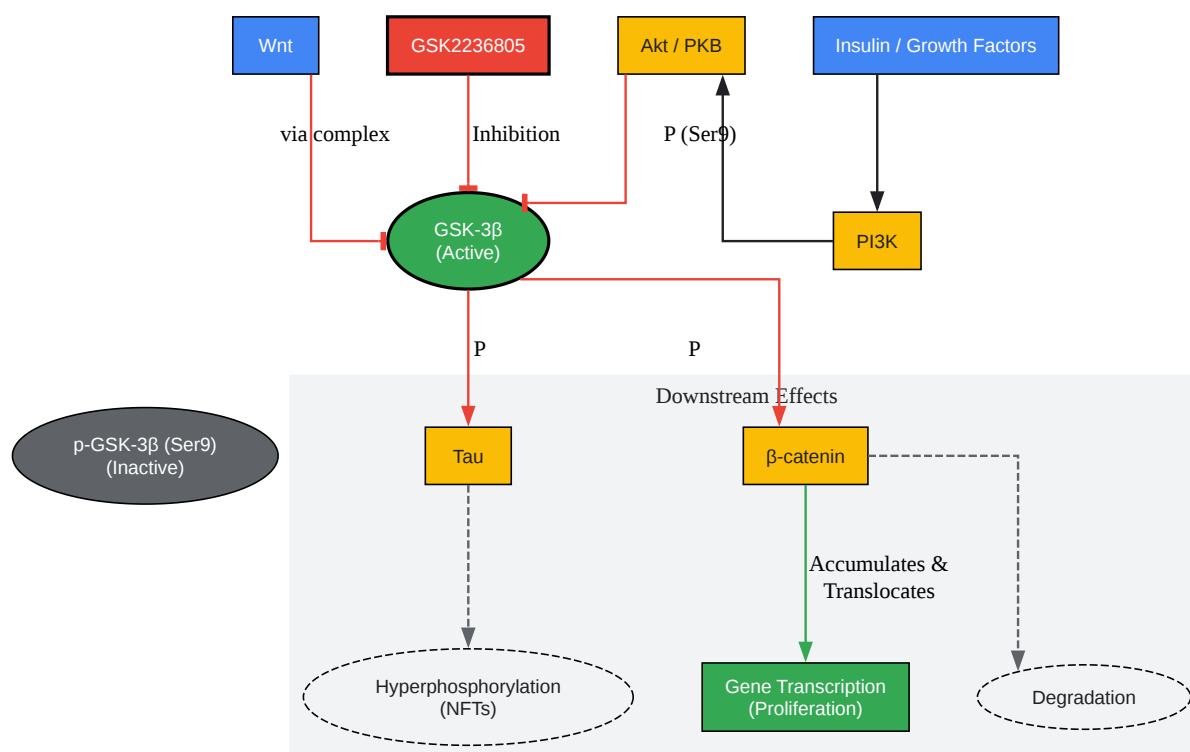 Wnt
GSK2236805
Akt / PKB
Insulin / Growth Factors
via complex
Inhibition
P (Ser9)
GSK-3β
(Active)
PI3K
P
P
Downstream Effects
p-GSK-3β (Ser9)
(Inactive)
Tau
β-catenin
Accumulates &
Translocates
Hyperphosphorylation
(NFTs)
Gene Transcription
(Proliferation)
Degradation